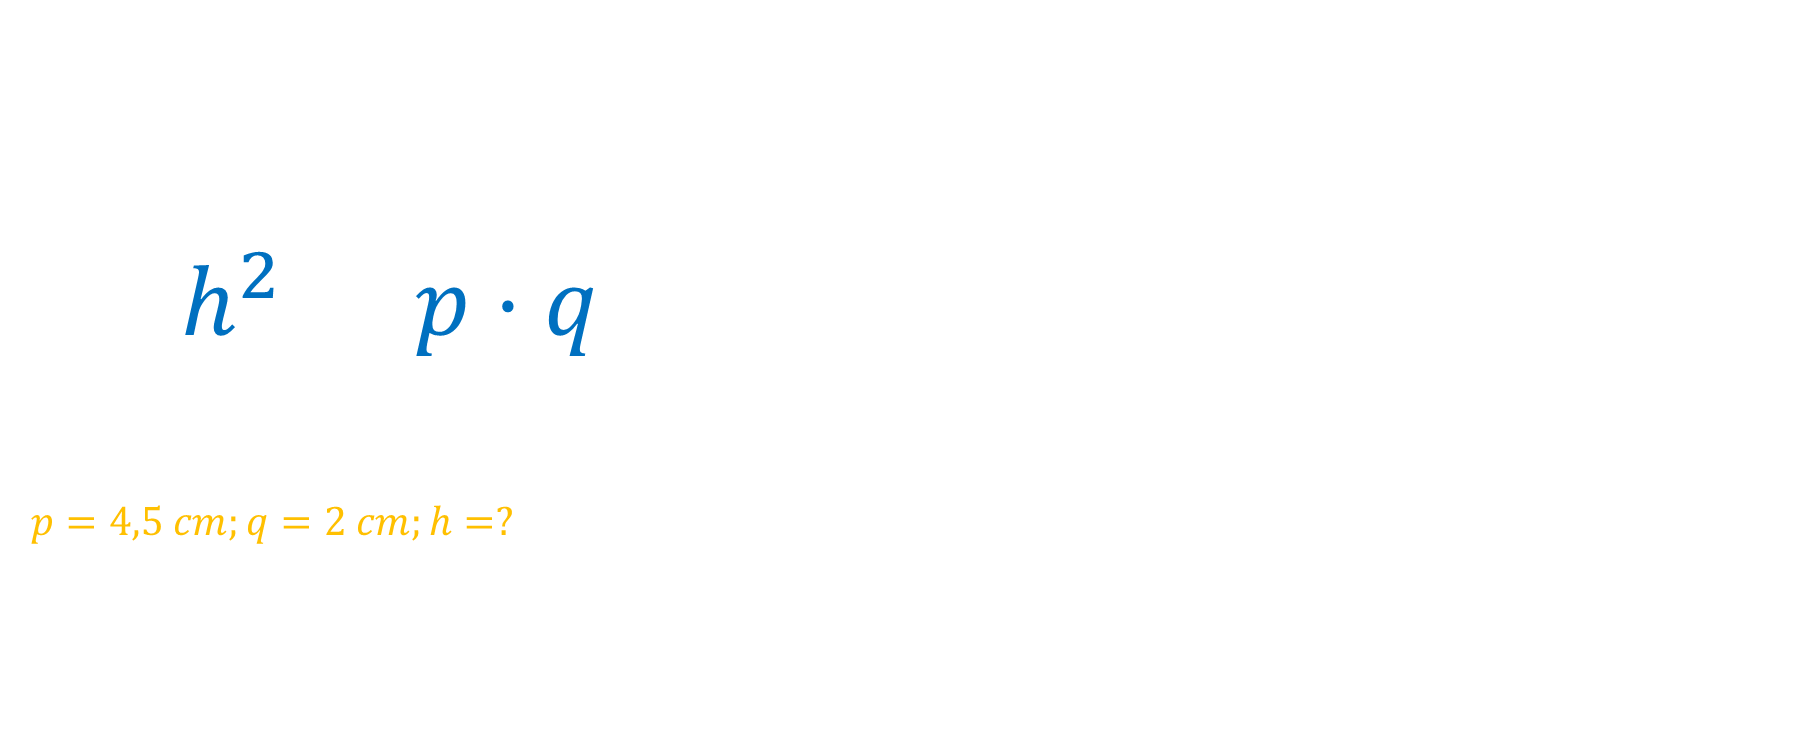 h² p · q
p = 4,5 cm; q = 2 cm; h =?